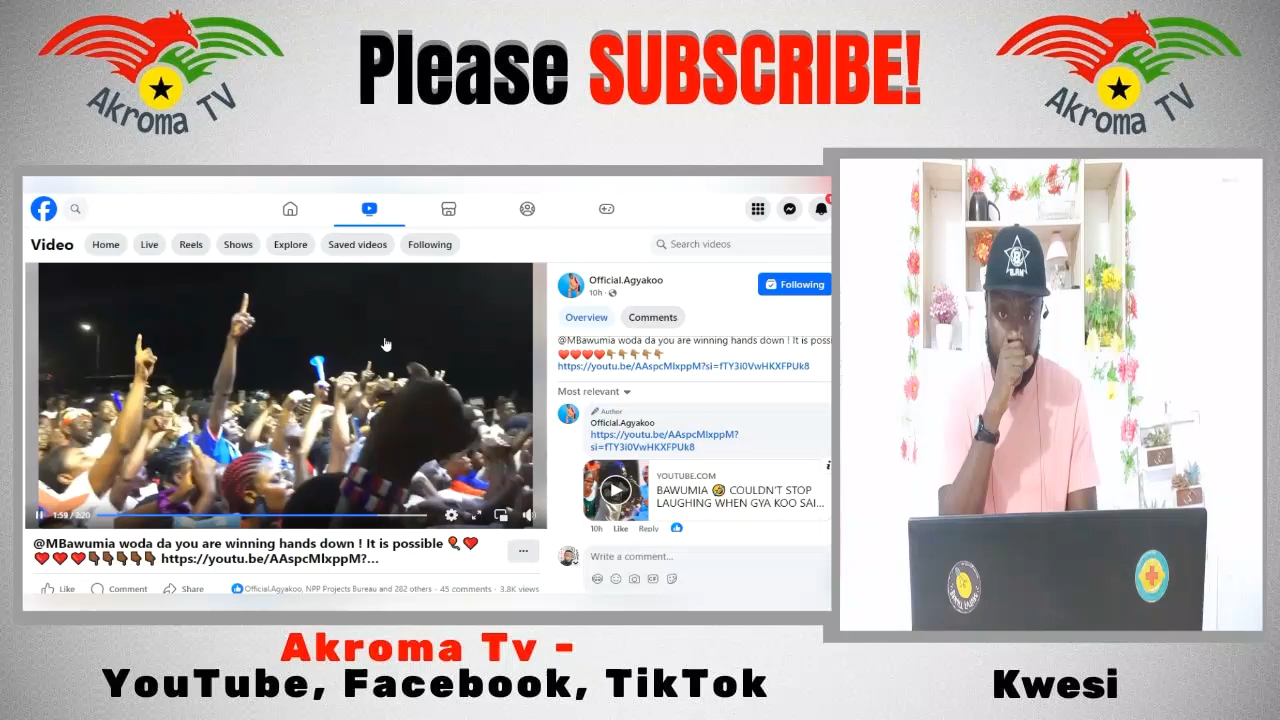 Akroma TV
Please SUBSCRIBE!
Akroma TV
Video
Home
Live
Reels
Shows
Explore
Saved videos
Following
Search videos
1:59 / 2:20
@MBawumia woda da you are winning hands down ! It is possible 🎈❤️
❤️❤️❤️👇🏾👇🏾👇🏾👇🏾👇🏾 https://youtu.be/AAspcMlxppM?...
Like
Comment
Share
Official.Agyakoo, NPP Projects Bureau and 282 others · 45 comments · 3.8K views
Official.Agyakoo
10h
Following
Overview
Comments
@MBawumia woda da you are winning hands down ! It is possi
❤️❤️❤️❤️👇🏾👇🏾👇🏾👇🏾👇🏾
https://youtu.be/AAspcMlxppM?si=fTY3i0VwHKXFPUk8
Most relevant
Author
Official.Agyakoo
https://youtu.be/AAspcMlxppM?
si=fTY3i0VwHKXFPUk8
YOUTUBE.COM
BAWUMIA 🤣 COULDN'T STOP
LAUGHING WHEN GYA KOO SAI...
10h Like Reply
Write a comment...
Akroma Tv -
YouTube, Facebook, TikTok
Kwesi